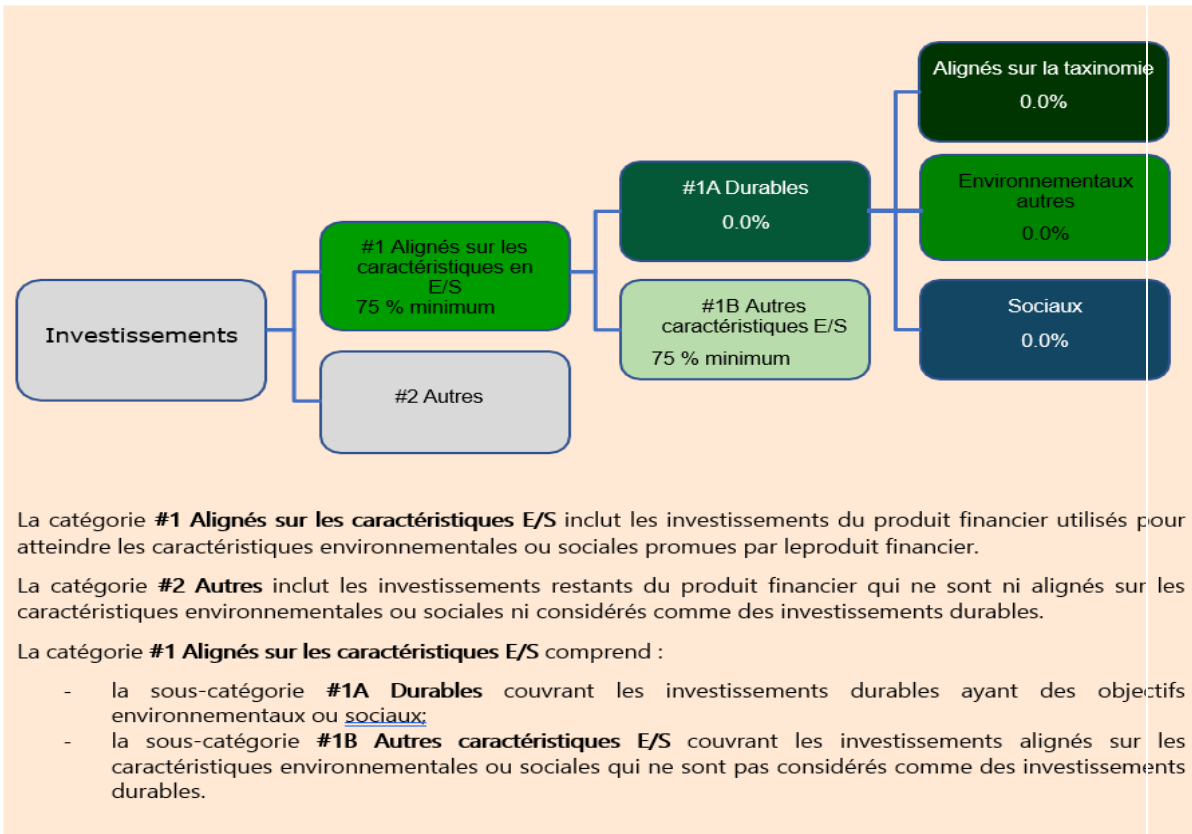 Alignés sur la taxinomie
0.0%
#1A Durables
0.0%
Environnementaux
autres
0.0%
#1 Alignés sur les
caractéristiques en
E/S
75 % minimum
Investissements
#1B Autres
caractéristiques E/S
75 % minimum
Sociaux
0.0%
#2 Autres
La catégorie #1 Alignés sur les caractéristiques E/S inclut les investissements du produit financier utilisés pour
atteindre les caractéristiques environnementales ou sociales promues par leproduit financier.
La catégorie #2 Autres inclut les investissements restants du produit financier qui ne sont ni alignés sur les
caractéristiques environnementales ou sociales ni considérés comme des investissements durables.
La catégorie #1 Alignés sur les caractéristiques E/S comprend :
- la sous-catégorie #1A Durables couvrant les investissements durables ayant des objectifs
environnementaux ou sociaux;
- la sous-catégorie #1B Autres caractéristiques E/S couvrant les investissements alignés sur les
caractéristiques environnementales ou sociales qui ne sont pas considérés comme des investissements
durables.